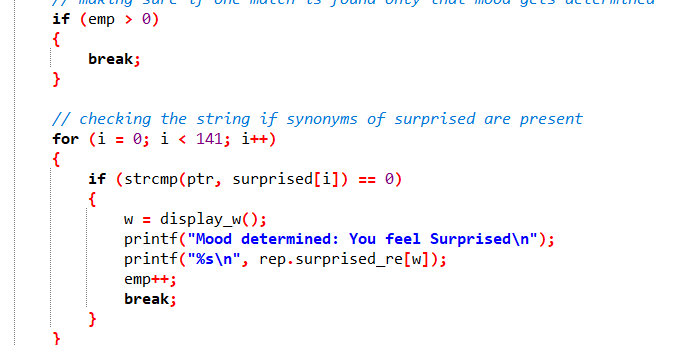 // making sure if one match is found only that mood gets determined
if (emp > 0)
{
break;
}
// checking the string if synonyms of surprised are present
for (i = 0; i < 141; i++)
{
if (strcmp(ptr, surprised[i]) == 0)
{
w = display_w();
printf("Mood determined: You feel Surprised\n");
printf("%s\n", rep.surprised_re[w]);
emp++;
break;
}
}